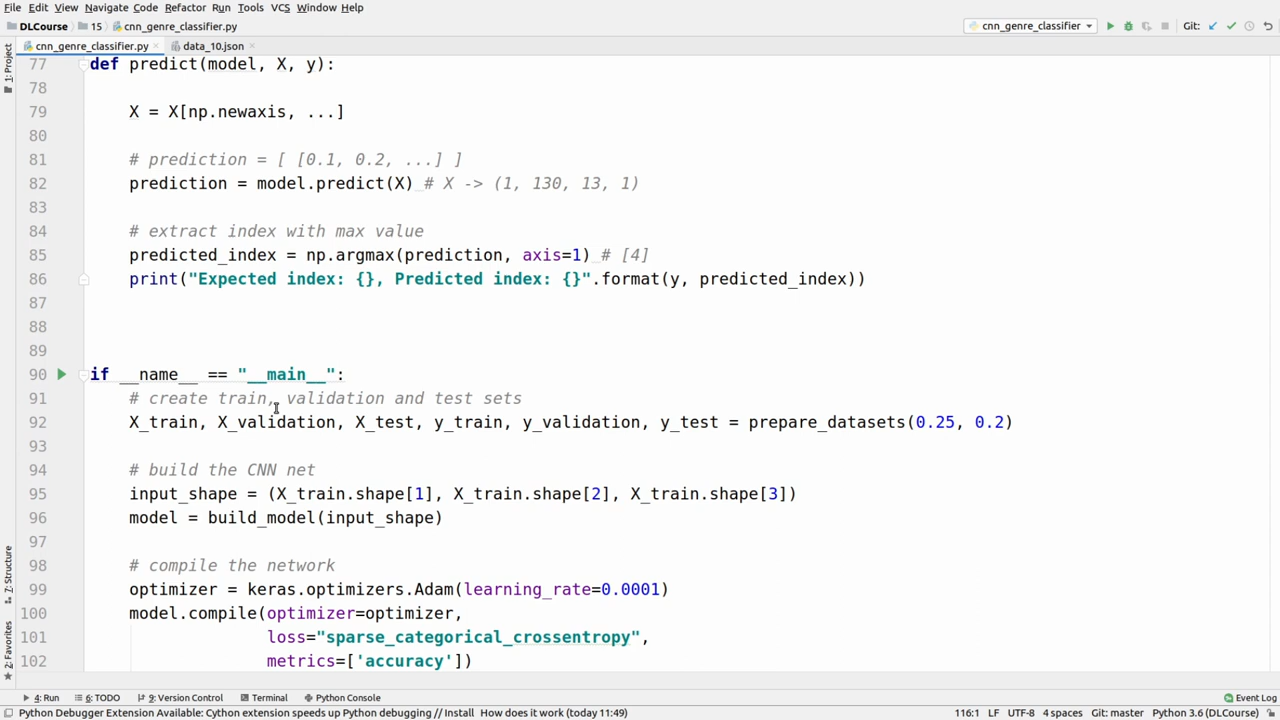 File Edit View Navigate Code Refactor Run Tools VCS Window Help
DLCourse 15 cnn_genre_classifier.py cnn_genre_classifier Git:
cnn_genre_classifier.py data_10.json
1: Project
77 def predict(model, X, y):
78
79 X = X[np.newaxis, ...]
80
81 # prediction = [ [0.1, 0.2, ...] ]
82 prediction = model.predict(X) # X -> (1, 130, 13, 1)
83
84 # extract index with max value
85 predicted_index = np.argmax(prediction, axis=1) # [4]
86 print("Expected index: {}, Predicted index: {}".format(y, predicted_index))
87
88
89
90 if __name__ == "__main__":
91 # create train, validation and test sets
92 X_train, X_validation, X_test, y_train, y_validation, y_test = prepare_datasets(0.25, 0.2)
93
94 # build the CNN net
95 input_shape = (X_train.shape[1], X_train.shape[2], X_train.shape[3])
96 model = build_model(input_shape)
97
98 # compile the network
99 optimizer = keras.optimizers.Adam(learning_rate=0.0001)
100 model.compile(optimizer=optimizer,
101 loss="sparse_categorical_crossentropy",
102 metrics=['accuracy'])
7: Structure
2: Favorites
4: Run 6: TODO 9: Version Control Terminal Python Console Event Log
Python Debugger Extension Available: Cython extension speeds up Python debugging // Install How does it work (today 11:49) 116:1 LF UTF-8 4 spaces Git: master Python 3.6 (DLCourse)